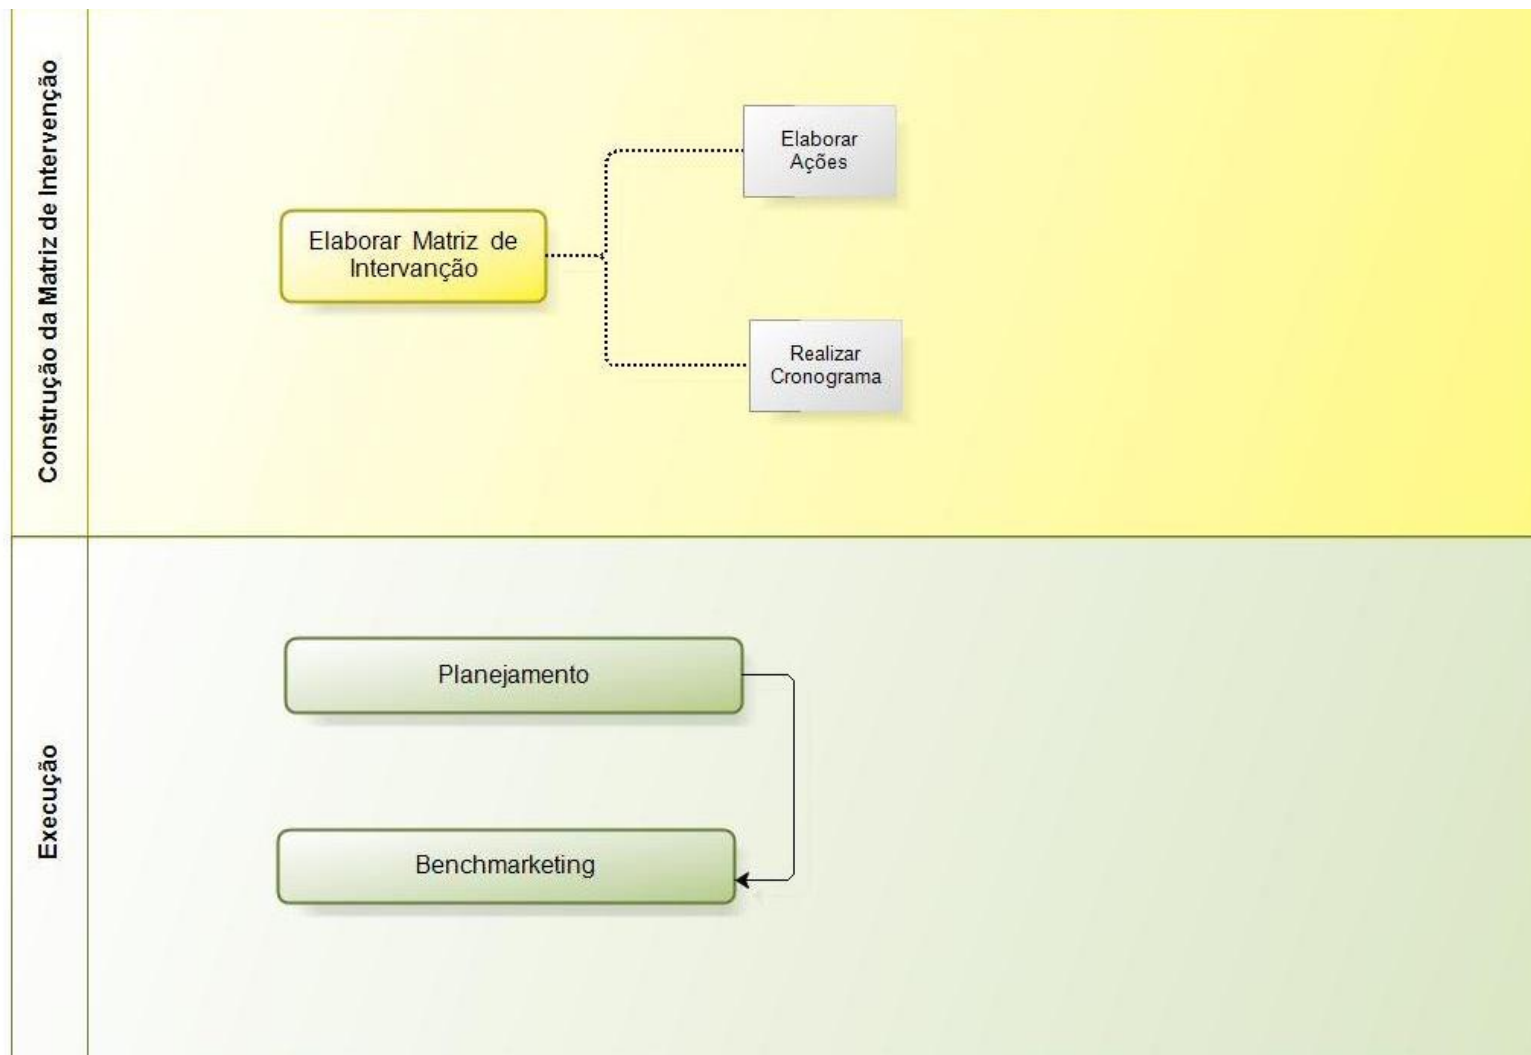 Construção da Matriz de Intervenção
Elaborar Matriz de
Intervanção
Elaborar
Ações
Realizar
Cronograma
Execução
Planejamento
Benchmarketing